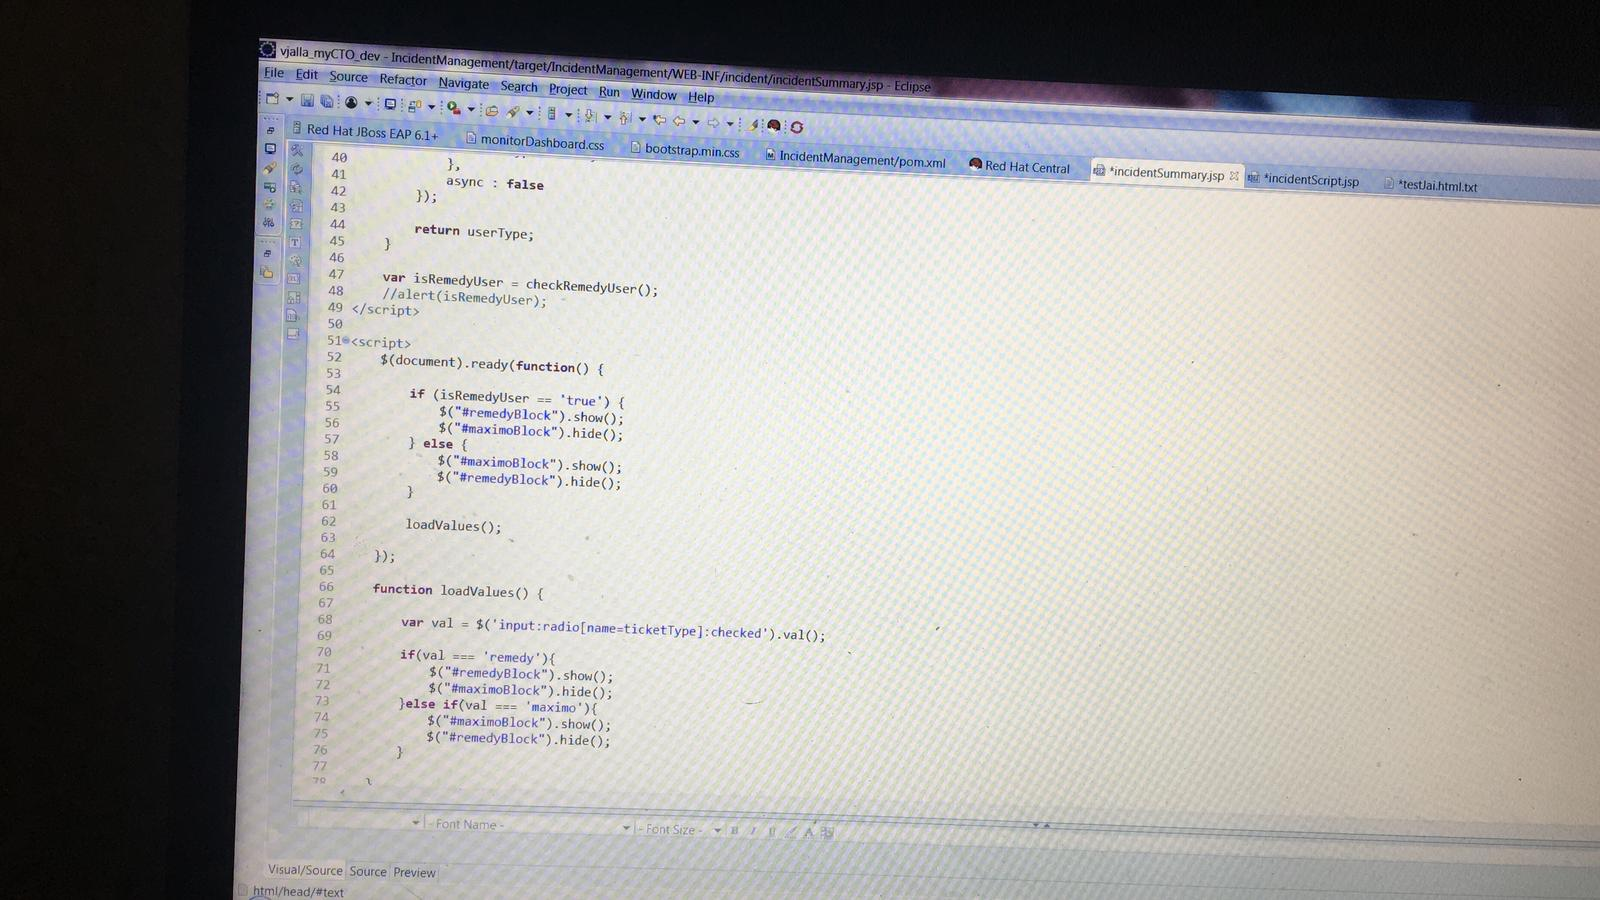 vjalla_myCTO_dev - IncidentManagement/target/IncidentManagement/WEB-INF/incident/incidentSummary.jsp - Eclipse
File Edit Source Refactor Navigate Search Project Run Window Help
Red Hat JBoss EAP 6.1+ monitorDashboard.css bootstrap.min.css IncidentManagement/pom.xml Red Hat Central *incidentSummary.jsp *incidentScript.jsp *testJai.html.txt
40 },
41 async : false
42 });
43
44 return userType;
45 }
46
47 var isRemedyUser = checkRemedyUser();
48 //alert(isRemedyUser);
49 </script>
50
51 <script>
52 $(document).ready(function() {
53
54 if (isRemedyUser == 'true') {
55 $("#remedyBlock").show();
56 $("#maximoBlock").hide();
57 } else {
58 $("#maximoBlock").show();
59 $("#remedyBlock").hide();
60 }
61
62 loadValues();
63
64 });
65
66 function loadValues() {
67
68 var val = $('input:radio[name=ticketType]:checked').val();
69
70 if(val === 'remedy'){
71 $("#remedyBlock").show();
72 $("#maximoBlock").hide();
73 }else if(val === 'maximo'){
74 $("#maximoBlock").show();
75 $("#remedyBlock").hide();
76 }
77
- Font Name - - Font Size - B I U A
Visual/Source Source Preview
html/head/#text